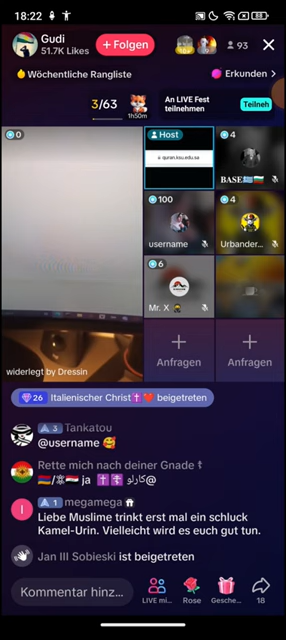 18:22
88
Gudi
51.7K Likes
+ Folgen
93
Wöchentliche Rangliste
Erkunden >
3/63
1h50m
An LIVE Fest
teilnehmen
Teilneh
0
Host
quran.ksu.edu.sa
4
BASE
100
username
4
Urbander...
6
Mr. X
widerlegt by Dressin
Anfragen
Anfragen
26 Italienischer Christ✝️❤️ beigetreten
3 Tankatou
@username 🥰
Rette mich nach deiner Gnade ☦
ja ✝️☦️ كارلو@
I
1 megamega
Liebe Muslime trinkt erst mal ein schluck
Kamel-Urin. Vielleicht wird es euch gut tun.
Jan III Sobieski ist beigetreten
Kommentar hinz...
LIVE mi...
Rose
Gesche...
18